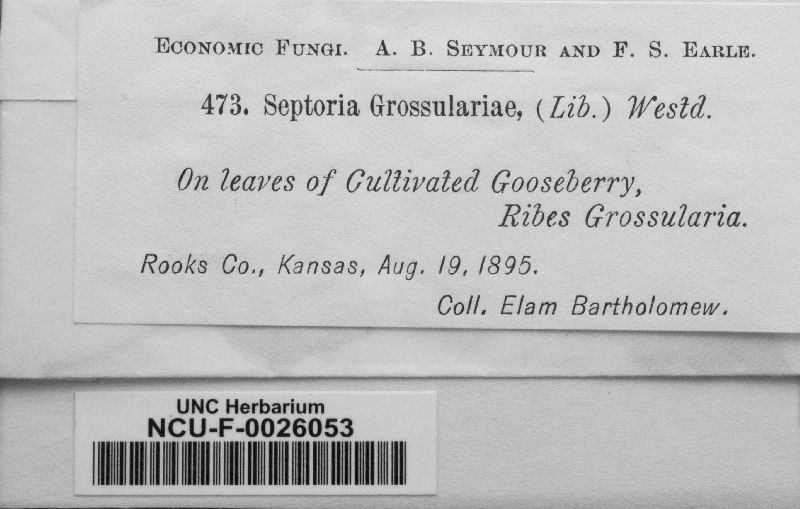 Economic Fungi. A. B. Seymour and F. S. Earle.
473. Septoria Grossulariae, (Lib.) Westd.
On leaves of Cultivated Gooseberry,
Ribes Grossularia.
Rooks Co., Kansas, Aug. 19, 1895.
Coll. Elam Bartholomew.
UNC Herbarium
NCU-F-0026053